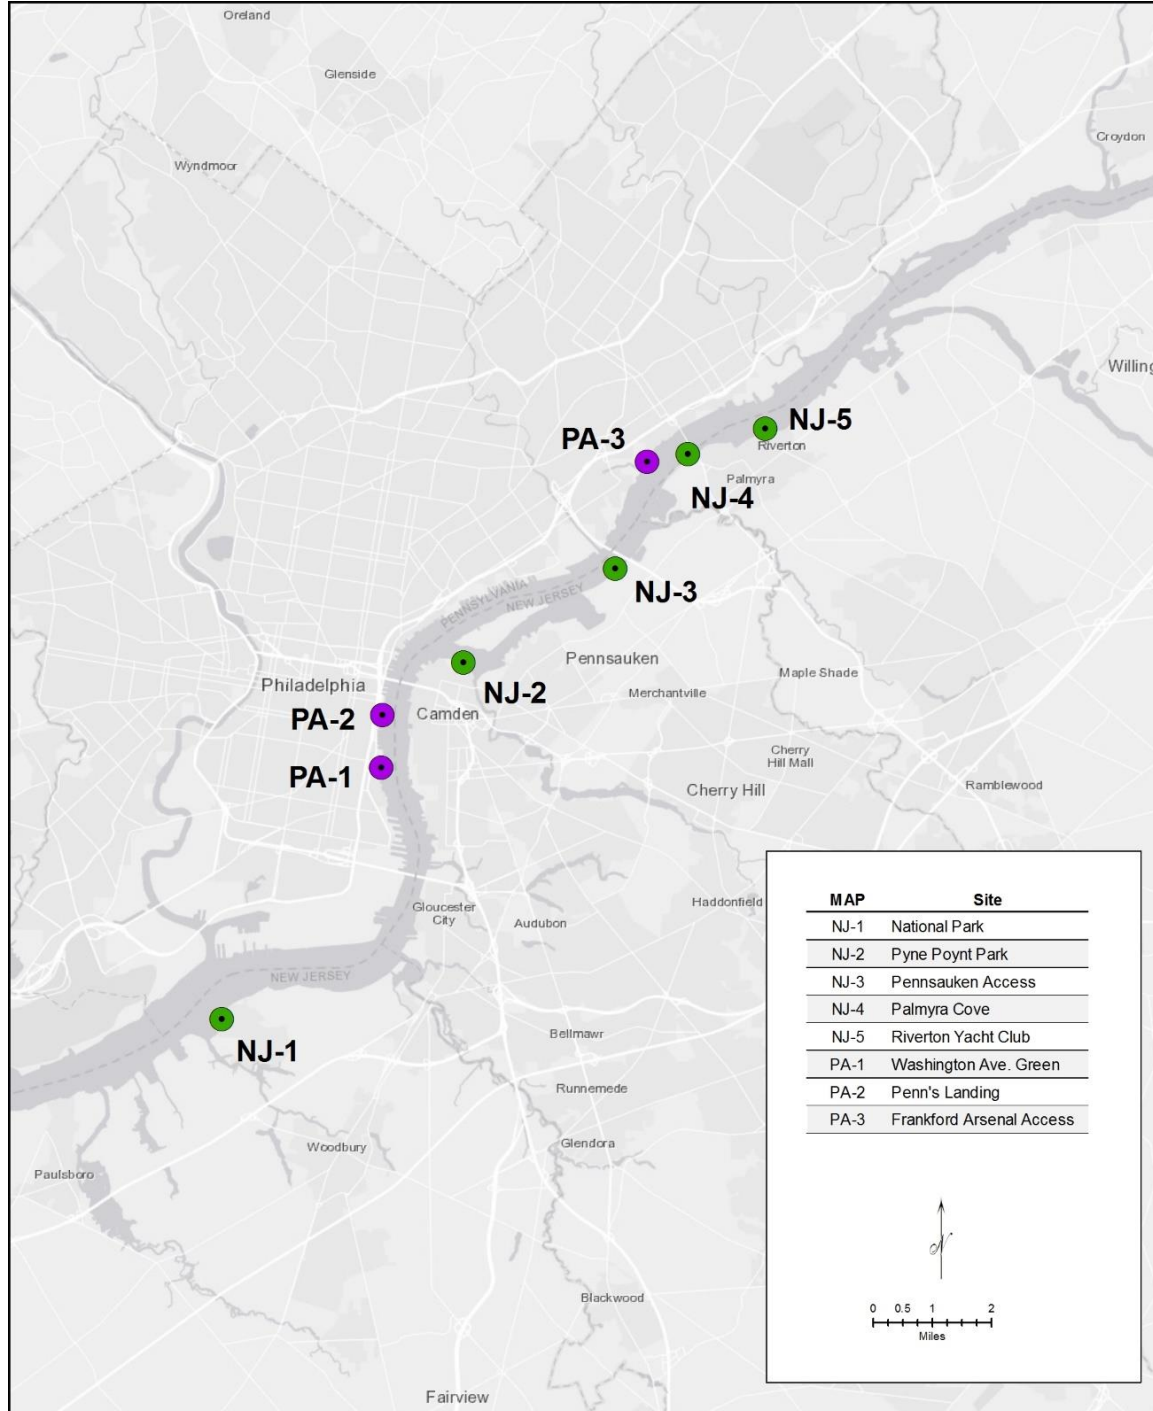 Oreland
Glenside
Croydon
Wyndmoor
Willing
NJ-5
PA-3
Riverton
Palmyra
NJ-4
NJ-3
PENNSYLVANIA
NEW JERSEY
Pennsauken
NJ-2
Maple Shade
Philadelphia
Merchantville
PA-2
Camden
Cherry
Hill Mall
PA-1
Cherry Hill
Ramblewood
Haddonfield
Gloucester
City
Audubon
NEW JERSEY
NJ-1
Bellmawr
Runnemede
Woodbury
Glendora
Paulsboro
Blackwood
Fairview
MAP Site
NJ-1 National Park
NJ-2 Pyne Poynt Park
NJ-3 Pennsauken Access
NJ-4 Palmyra Cove
NJ-5 Riverton Yacht Club
PA-1 Washington Ave. Green
PA-2 Penn's Landing
PA-3 Frankford Arsenal Access
N
0 0.5 1 2
Miles